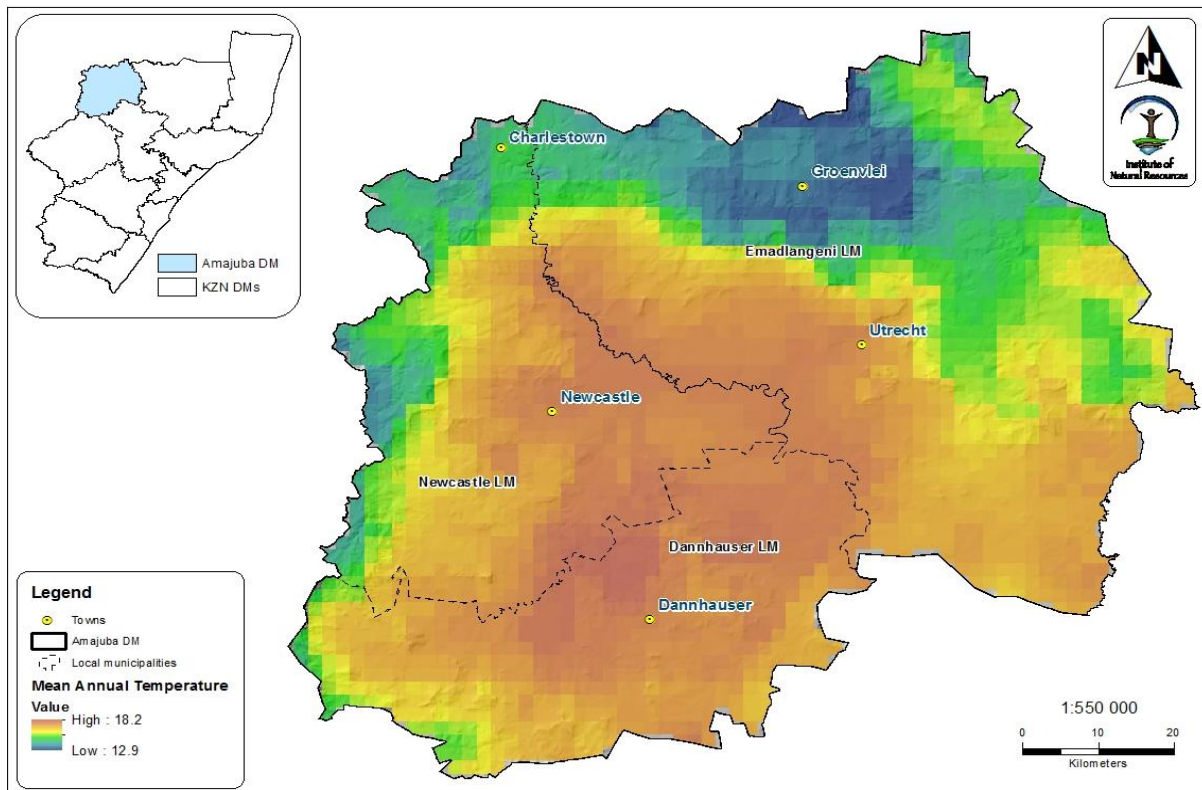 Amajuba DM
KZN DMs
N
Institute of
Natural Resources
Charlestown
Groenvlei
Emadlangeni LM
Utrecht
Newcastle
Newcastle LM
Dannhauser LM
Dannhauser
Legend
Towns
Amajuba DM
Local municipalities
Mean Annual Temperature
Value
High : 18.2
Low : 12.9
1:550 000
0 10 20
Kilometers